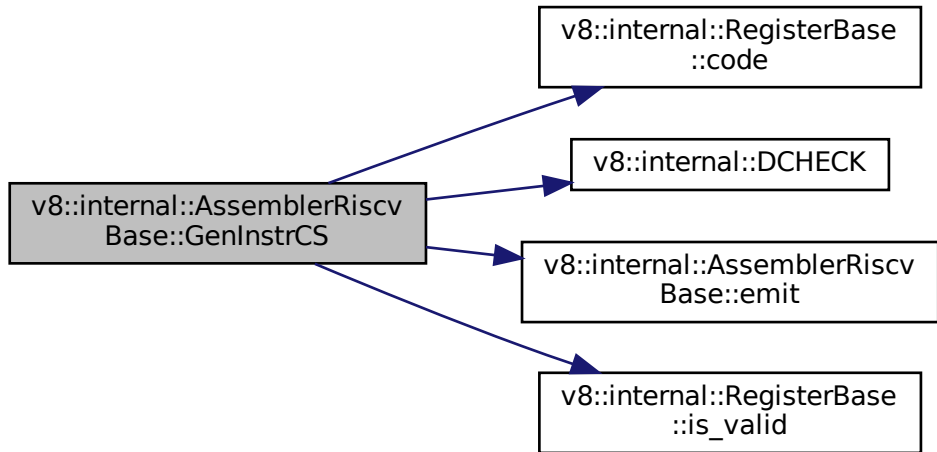 v8::internal::AssemblerRiscv
Base::GenInstrCS
v8::internal::RegisterBase
::code
v8::internal::DCHECK
v8::internal::AssemblerRiscv
Base::emit
v8::internal::RegisterBase
::is_valid